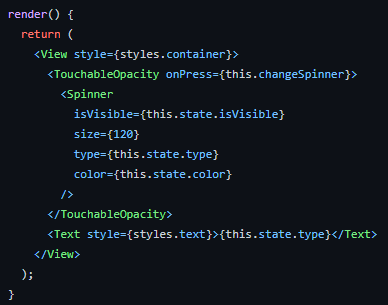 render() {
  return (
    <View style={styles.container}>
      <TouchableOpacity onPress={this.changeSpinner}>
        <Spinner
          isVisible={this.state.isVisible}
          size={120}
          type={this.state.type}
          color={this.state.color}
        />
      </TouchableOpacity>
      <Text style={styles.text}>{this.state.type}</Text>
    </View>
  );
}